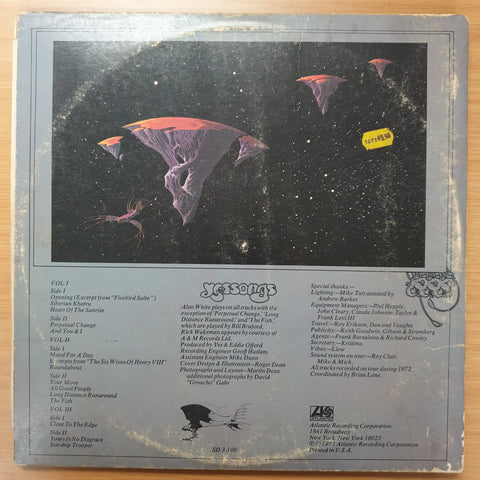 VOL I
Side I
Opening (Excerpt from "Firebird Suite")
Siberian Khatru
Heart Of The Sunrise
Side II
Perpetual Change
And You & I
VOL II
Side I
Mood For A Day
Excerpts from "The Six Wives Of Henry VIII"
Roundabout
Side II
Your Move
All Good People
Long Distance Runaround
The Fish
VOL III
Side I
Close To The Edge
Side II
Yours Is No Disgrace
Starship Trooper
Yessongs
Alan White plays on all tracks with the
exception of 'Perpetual Change,' 'Long
Distance Runaround,' and 'The Fish,'
which are played by Bill Bruford.
Rick Wakeman appears by courtesy of
A & M Records Ltd.
Produced by Yes & Eddie Offord
Recording Engineer Geoff Haslam
Assistant Engineer Mike Dunn
Cover Design & Illustration—Roger Dean
Photographs and Layout—Martin Dean
additional photographs by David
"Groucho" Gahr
SD 3-100
Special thanks:—
Lighting:—Mike Tait assisted by
Andrew Barker
Equipment Managers:—Phil Hepple,
John Cleary, Claude Johnson-Taylor &
Frank Levi III
Travel:—Roy Erikson, Dan and Vaughn
Publicity:—Keith Goodwin, Gibson & Stromberg
Agents:—Frank Barsalona & Richard Cowley
Secretary:—Kristina
Vibes:—Llew
Sound system on tour:—Roy Clair,
Mike & Mick.
All tracks recorded on tour during 1972
Coordinated by Brian Lane.
ATLANTIC
Atlantic Recording Corporation
1841 Broadway
New York, New York 10023
©℗1973 Atlantic Recording Corporation
Printed in U.S.A.